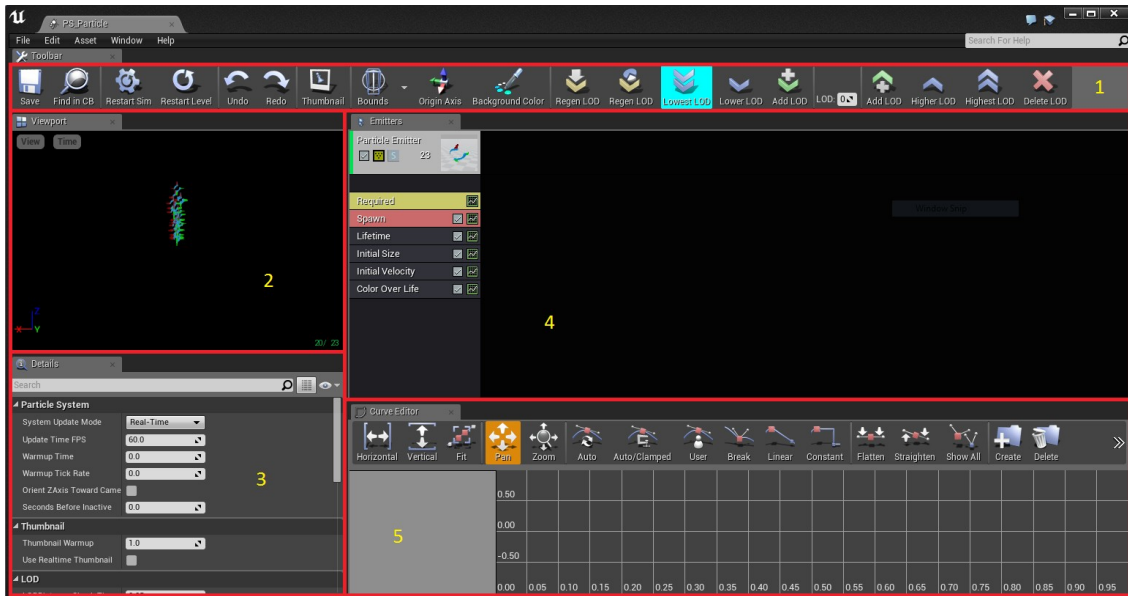 PS_Particle
File Edit Asset Window Help
Search For Help
Toolbar
Save Find in CB Restart Sim Restart Level Undo Redo Thumbnail Bounds Origin Axis Background Color Regen LOD Regen LOD Lowest LOD Lower LOD Add LOD LOD: 0 Add LOD Higher LOD Highest LOD Delete LOD
1
Viewport
View Time
2
Z
X Y
20/ 23
Emitters
Particle Emitter
23
Required
Spawn
Lifetime
Initial Size
Initial Velocity
Color Over Life
Window Snip
4
Details
Search
Particle System
System Update Mode Real-Time
Update Time FPS 60.0
Warmup Time 0.0
Warmup Tick Rate 0.0
Orient ZAxis Toward Came
Seconds Before Inactive 0.0
3
Thumbnail
Thumbnail Warmup 1.0
Use Realtime Thumbnail
LOD
Curve Editor
Horizontal Vertical Fit Pan Zoom Auto Auto/Clamped User Break Linear Constant Flatten Straighten Show All Create Delete
5
0.50
0.00
-0.50
0.00 0.05 0.10 0.15 0.20 0.25 0.30 0.35 0.40 0.45 0.50 0.55 0.60 0.65 0.70 0.75 0.80 0.85 0.90 0.95